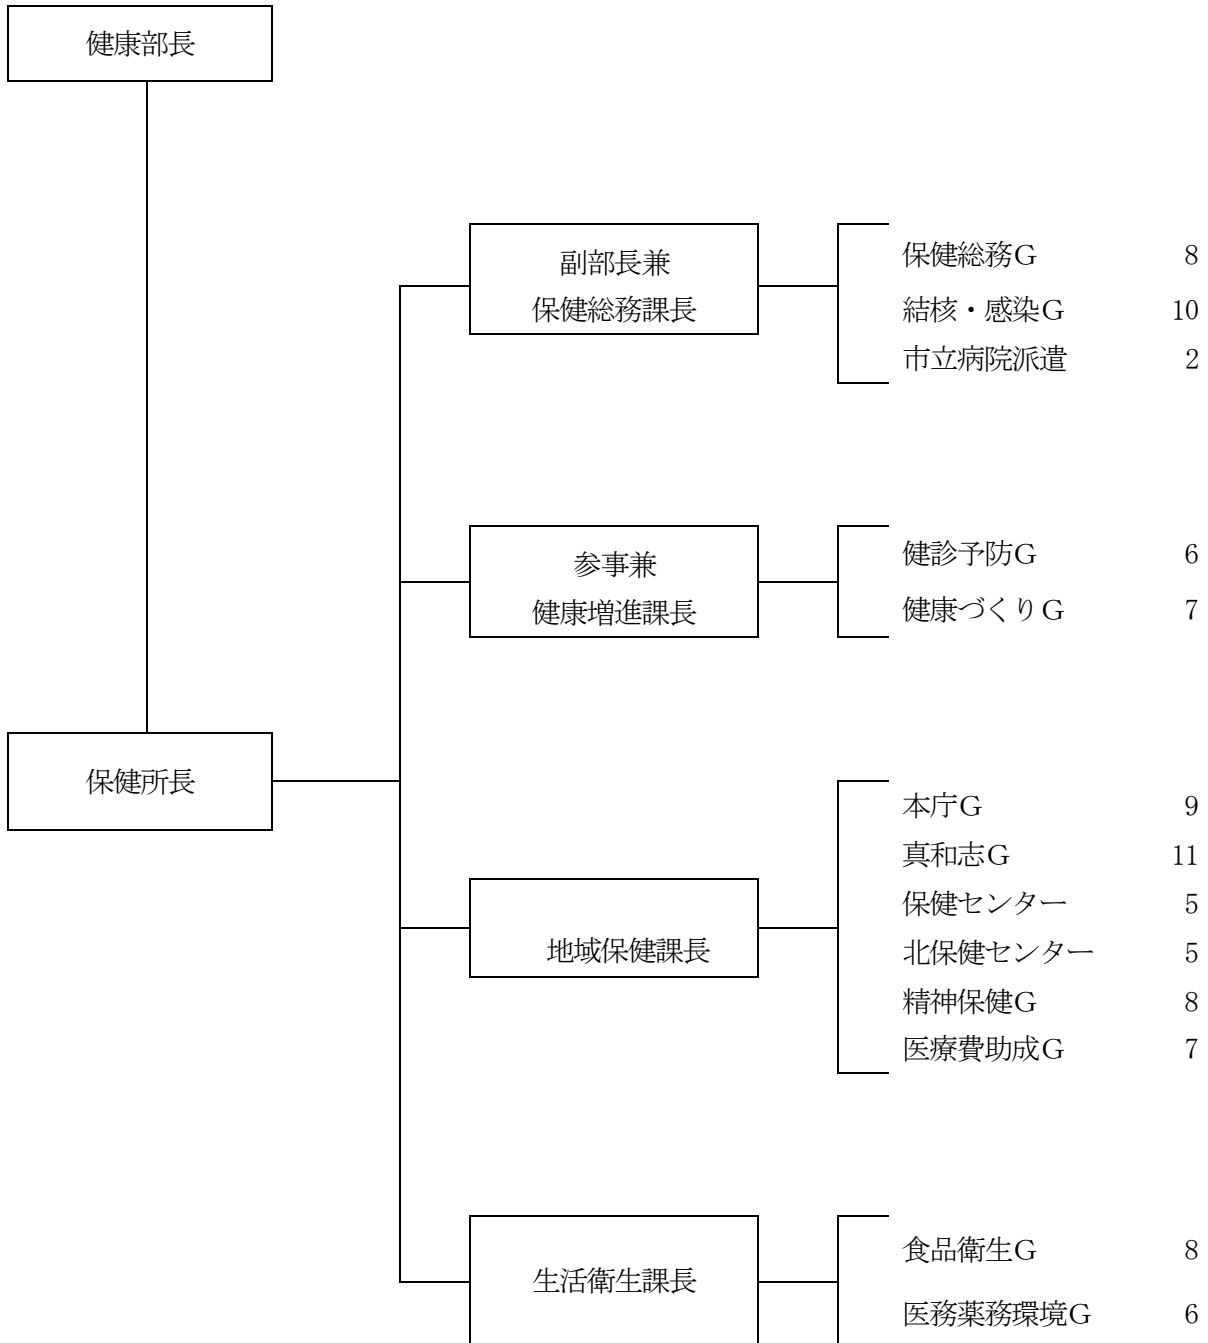 健康部長
副部長兼
保健総務課長
保健総務G 8
結核・感染G 10
市立病院派遣 2
参事兼
健康増進課長
健診予防G 6
健康づくりG 7
保健所長
地域保健課長
本庁G 9
真和志G 11
保健センター 5
北保健センター 5
精神保健G 8
医療費助成G 7
生活衛生課長
食品衛生G 8
医務薬務環境G 6